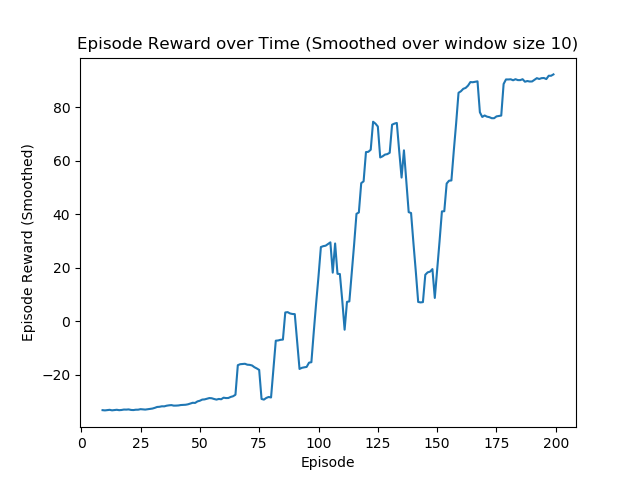 Episode Reward over Time (Smoothed over window size 10)
Episode Reward (Smoothed)
80
60
40
20
0
−20
0 25 50 75 100 125 150 175 200
Episode